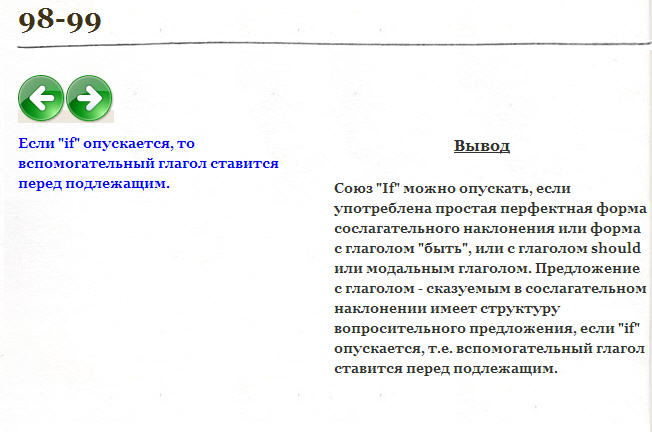 98-99
Если "if" опускается, то
вспомогательный глагол ставится
перед подлежащим.
Вывод
Союз "If" можно опускать, если
употреблена простая перфектная форма
сослагательного наклонения или форма
с глаголом "быть", или с глаголом should
или модальным глаголом. Предложение
с глаголом - сказуемым в сослагательном
наклонении имеет структуру
вопросительного предложения, если "if"
опускается, т.е. вспомогательный глагол
ставится перед подлежащим.